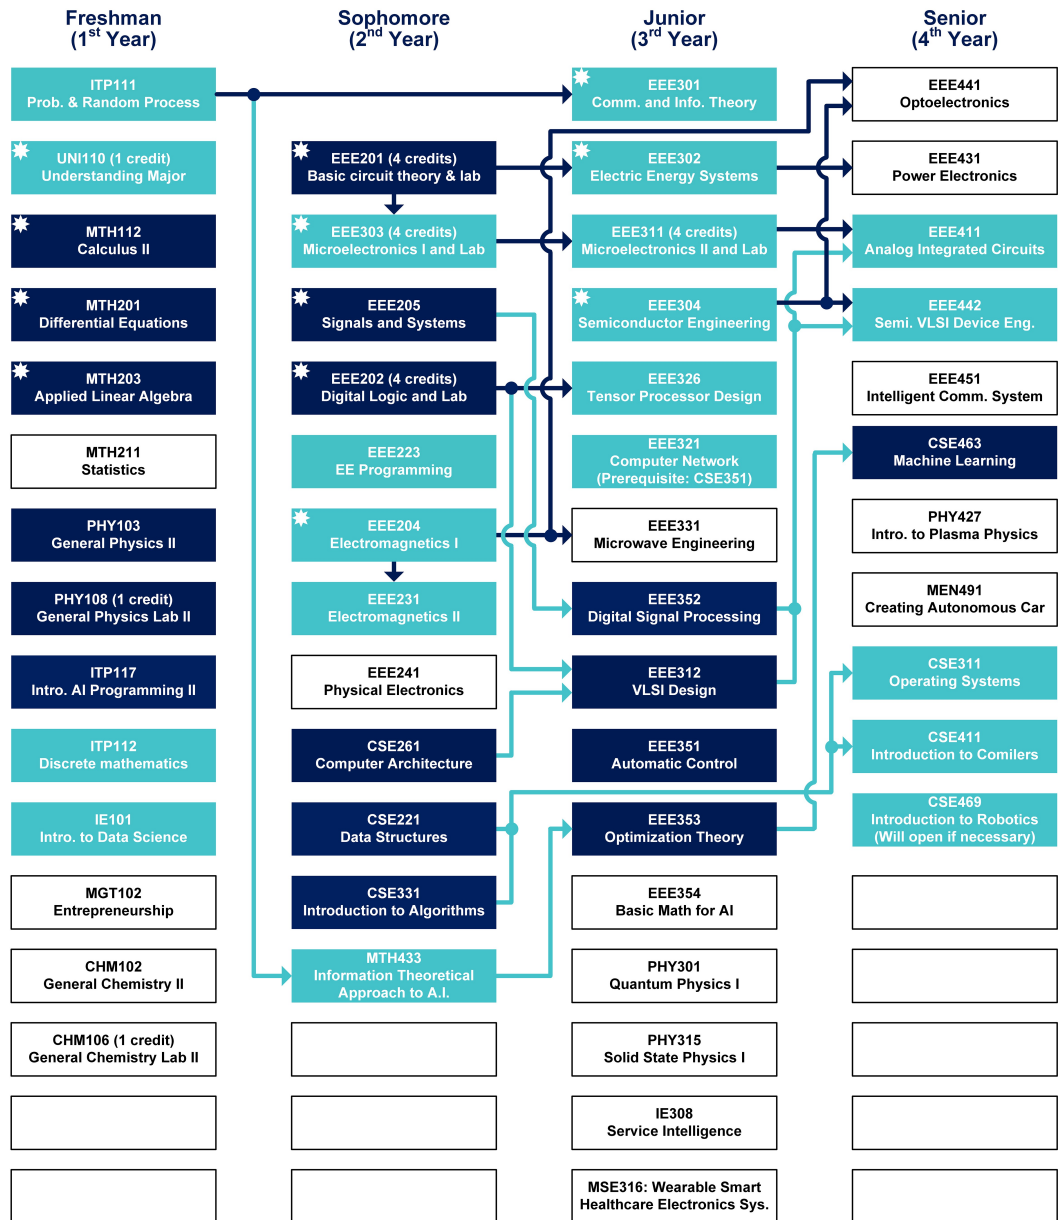 Freshman
(1st Year)
ITP111
Prob. & Random Process
UNI110 (1 credit)
Understanding Major
MTH112
Calculus II
MTH201
Differential Equations
MTH203
Applied Linear Algebra
MTH211
Statistics
PHY103
General Physics II
PHY108 (1 credit)
General Physics Lab II
ITP117
Intro. AI Programming II
ITP112
Discrete mathematics
IE101
Intro. to Data Science
MGT102
Entrepreneurship
CHM102
General Chemistry II
CHM106 (1 credit)
General Chemistry Lab II
Sophomore
(2nd Year)
EEE201 (4 credits)
Basic circuit theory & lab
EEE303 (4 credits)
Microelectronics I and Lab
EEE205
Signals and Systems
EEE202 (4 credits)
Digital Logic and Lab
EEE223
EE Programming
EEE204
Electromagnetics I
EEE231
Electromagnetics II
EEE241
Physical Electronics
CSE261
Computer Architecture
CSE221
Data Structures
CSE331
Introduction to Algorithms
MTH433
Information Theoretical
Approach to A.I.
Junior
(3rd Year)
EEE301
Comm. and Info. Theory
EEE302
Electric Energy Systems
EEE311 (4 credits)
Microelectronics II and Lab
EEE304
Semiconductor Engineering
EEE326
Tensor Processor Design
EEE321
Computer Network
(Prerequisite: CSE351)
EEE331
Microwave Engineering
EEE352
Digital Signal Processing
EEE312
VLSI Design
EEE351
Automatic Control
EEE353
Optimization Theory
EEE354
Basic Math for AI
PHY301
Quantum Physics I
PHY315
Solid State Physics I
IE308
Service Intelligence
MSE316: Wearable Smart
Healthcare Electronics Sys.
Senior
(4th Year)
EEE441
Optoelectronics
EEE431
Power Electronics
EEE411
Analog Integrated Circuits
EEE442
Semi. VLSI Device Eng.
EEE451
Intelligent Comm. System
CSE463
Machine Learning
PHY427
Intro. to Plasma Physics
MEN491
Creating Autonomous Car
CSE311
Operating Systems
CSE411
Introduction to Comilers
CSE469
Introduction to Robotics
(Will open if necessary)